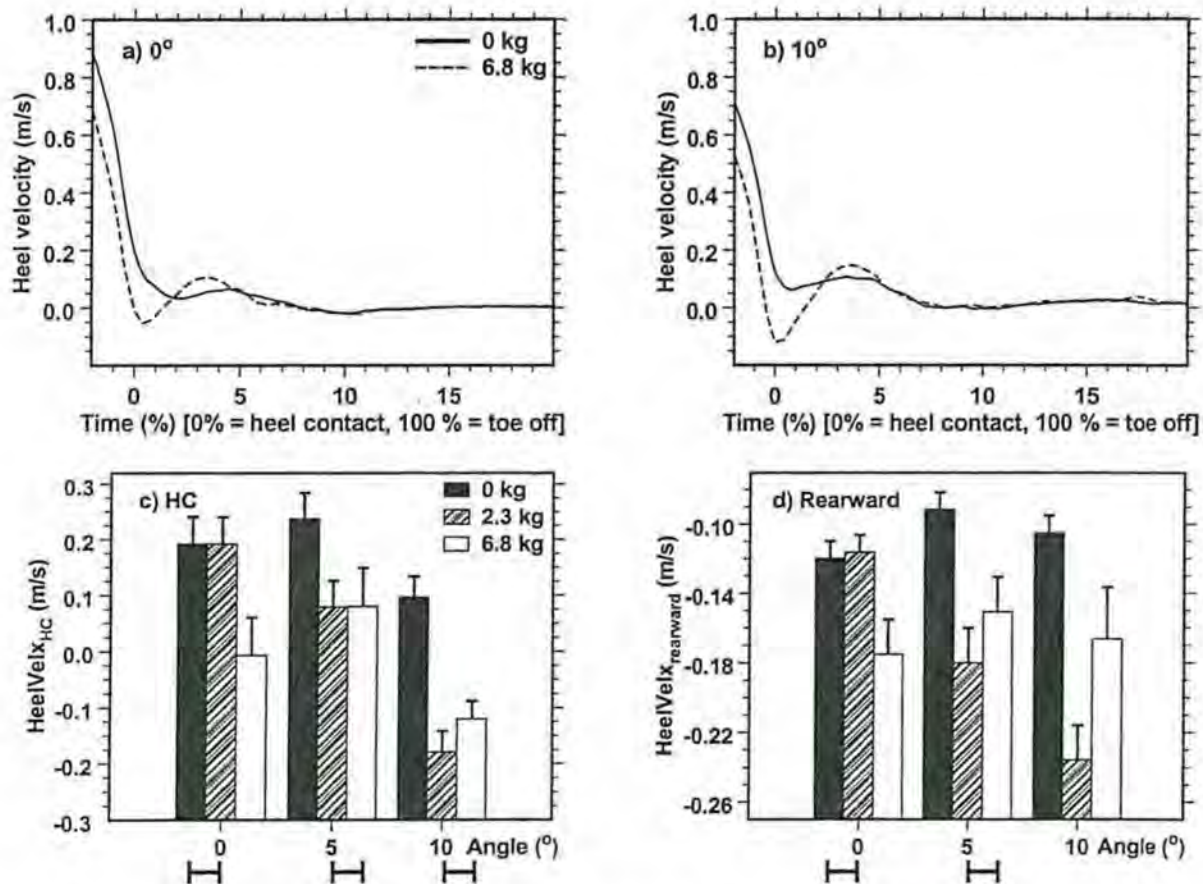 a) 0°
0 kg
6.8 kg
1.0
0.8
0.6
0.4
0.2
0.0
Heel velocity (m/s)
0 5 10 15
Time (%) [0% = heel contact, 100 % = toe off]
b) 10°
1.0
0.8
0.6
0.4
0.2
0.0
Heel velocity (m/s)
0 5 10 15
Time (%) [0% = heel contact, 100 % = toe off]
c) HC
0 kg
2.3 kg
6.8 kg
0.3
0.2
0.1
0.0
-0.1
-0.2
-0.3
HeelVelxHC (m/s)
0 5 10 Angle (°)
d) Rearward
-0.10
-0.14
-0.18
-0.22
-0.26
HeelVelxrearward (m/s)
0 5 10 Angle (°)